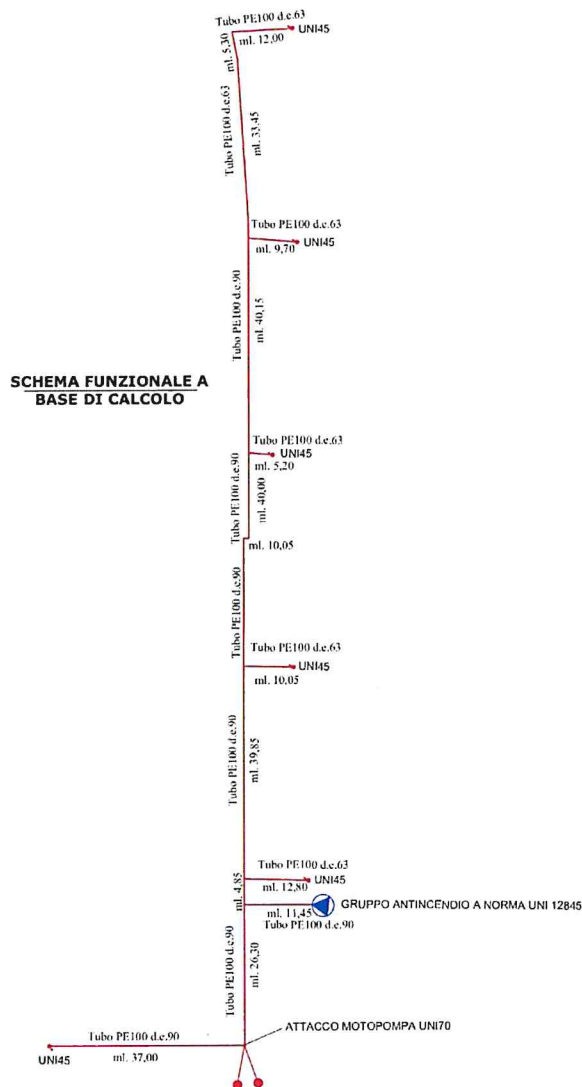 Tubo PE100 d.e.63
UNI45
ml. 12,00
ml. 5,30
Tubo PE100 d.e.63
ml. 33,45
Tubo PE100 d.e.63
UNI45
ml. 9,70
Tubo PE100 d.e.90
ml. 40,15
SCHEMA FUNZIONALE A
BASE DI CALCOLO
Tubo PE100 d.e.63
UNI45
ml. 5,20
Tubo PE100 d.e.90
ml. 40,00
ml. 10,05
Tubo PE100 d.e.90
Tubo PE100 d.e.63
UNI45
ml. 10,05
Tubo PE100 d.e.90
ml. 39,85
Tubo PE100 d.e.63
UNI45
ml. 12,80
ml. 4,85
GRUPPO ANTINCENDIO A NORMA UNI 12845
ml. 11,45
Tubo PE100 d.e.90
Tubo PE100 d.e.90
ml. 26,30
ATTACCO MOTOPOMPA UNI70
Tubo PE100 d.e.90
UNI45
ml. 37,00